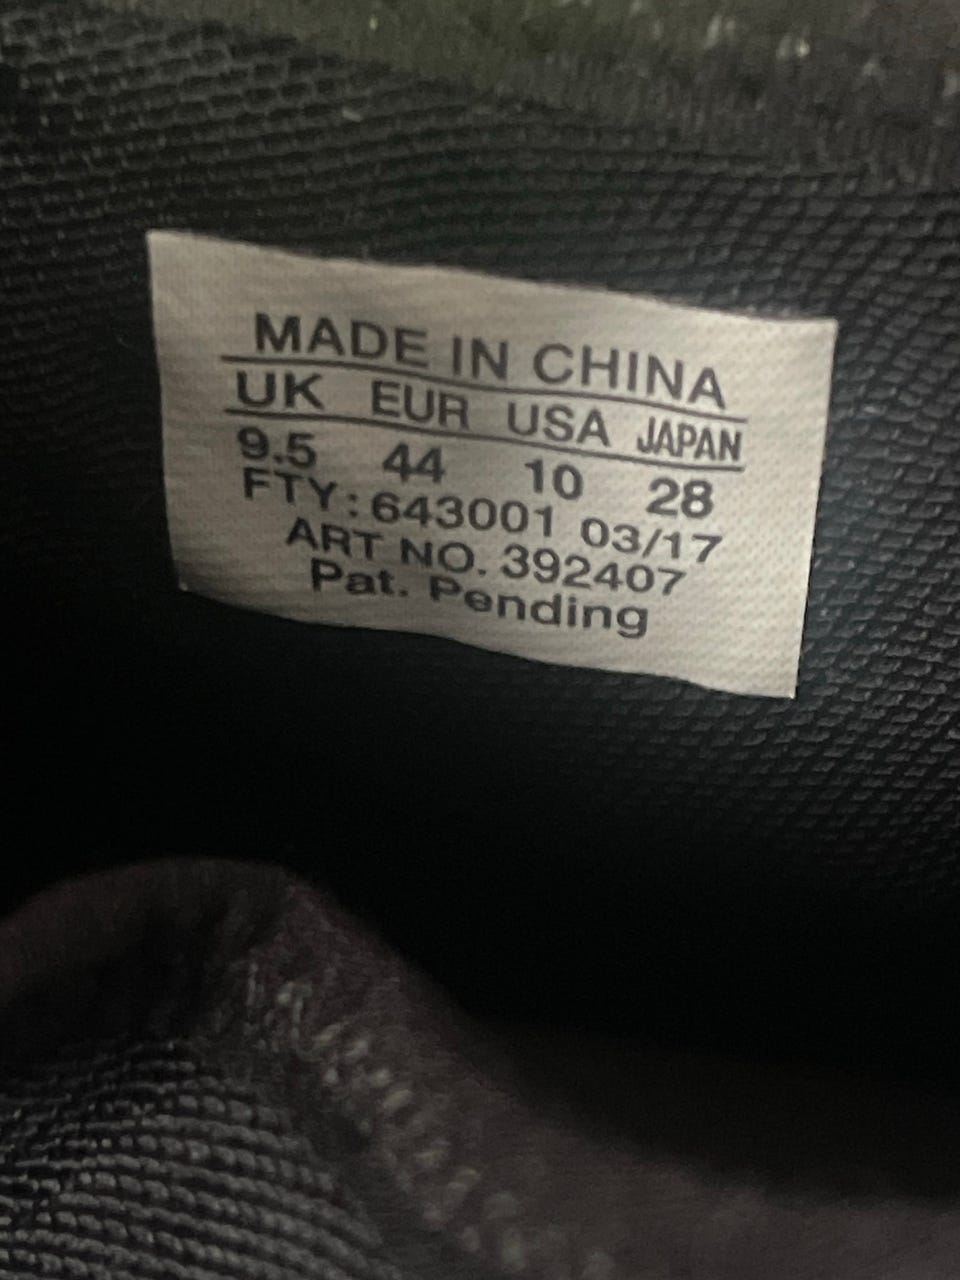 MADE IN CHINA
UK EUR USA JAPAN
9.5 44 10 28
FTY: 643001 03/17
ART NO. 392407
Pat. Pending